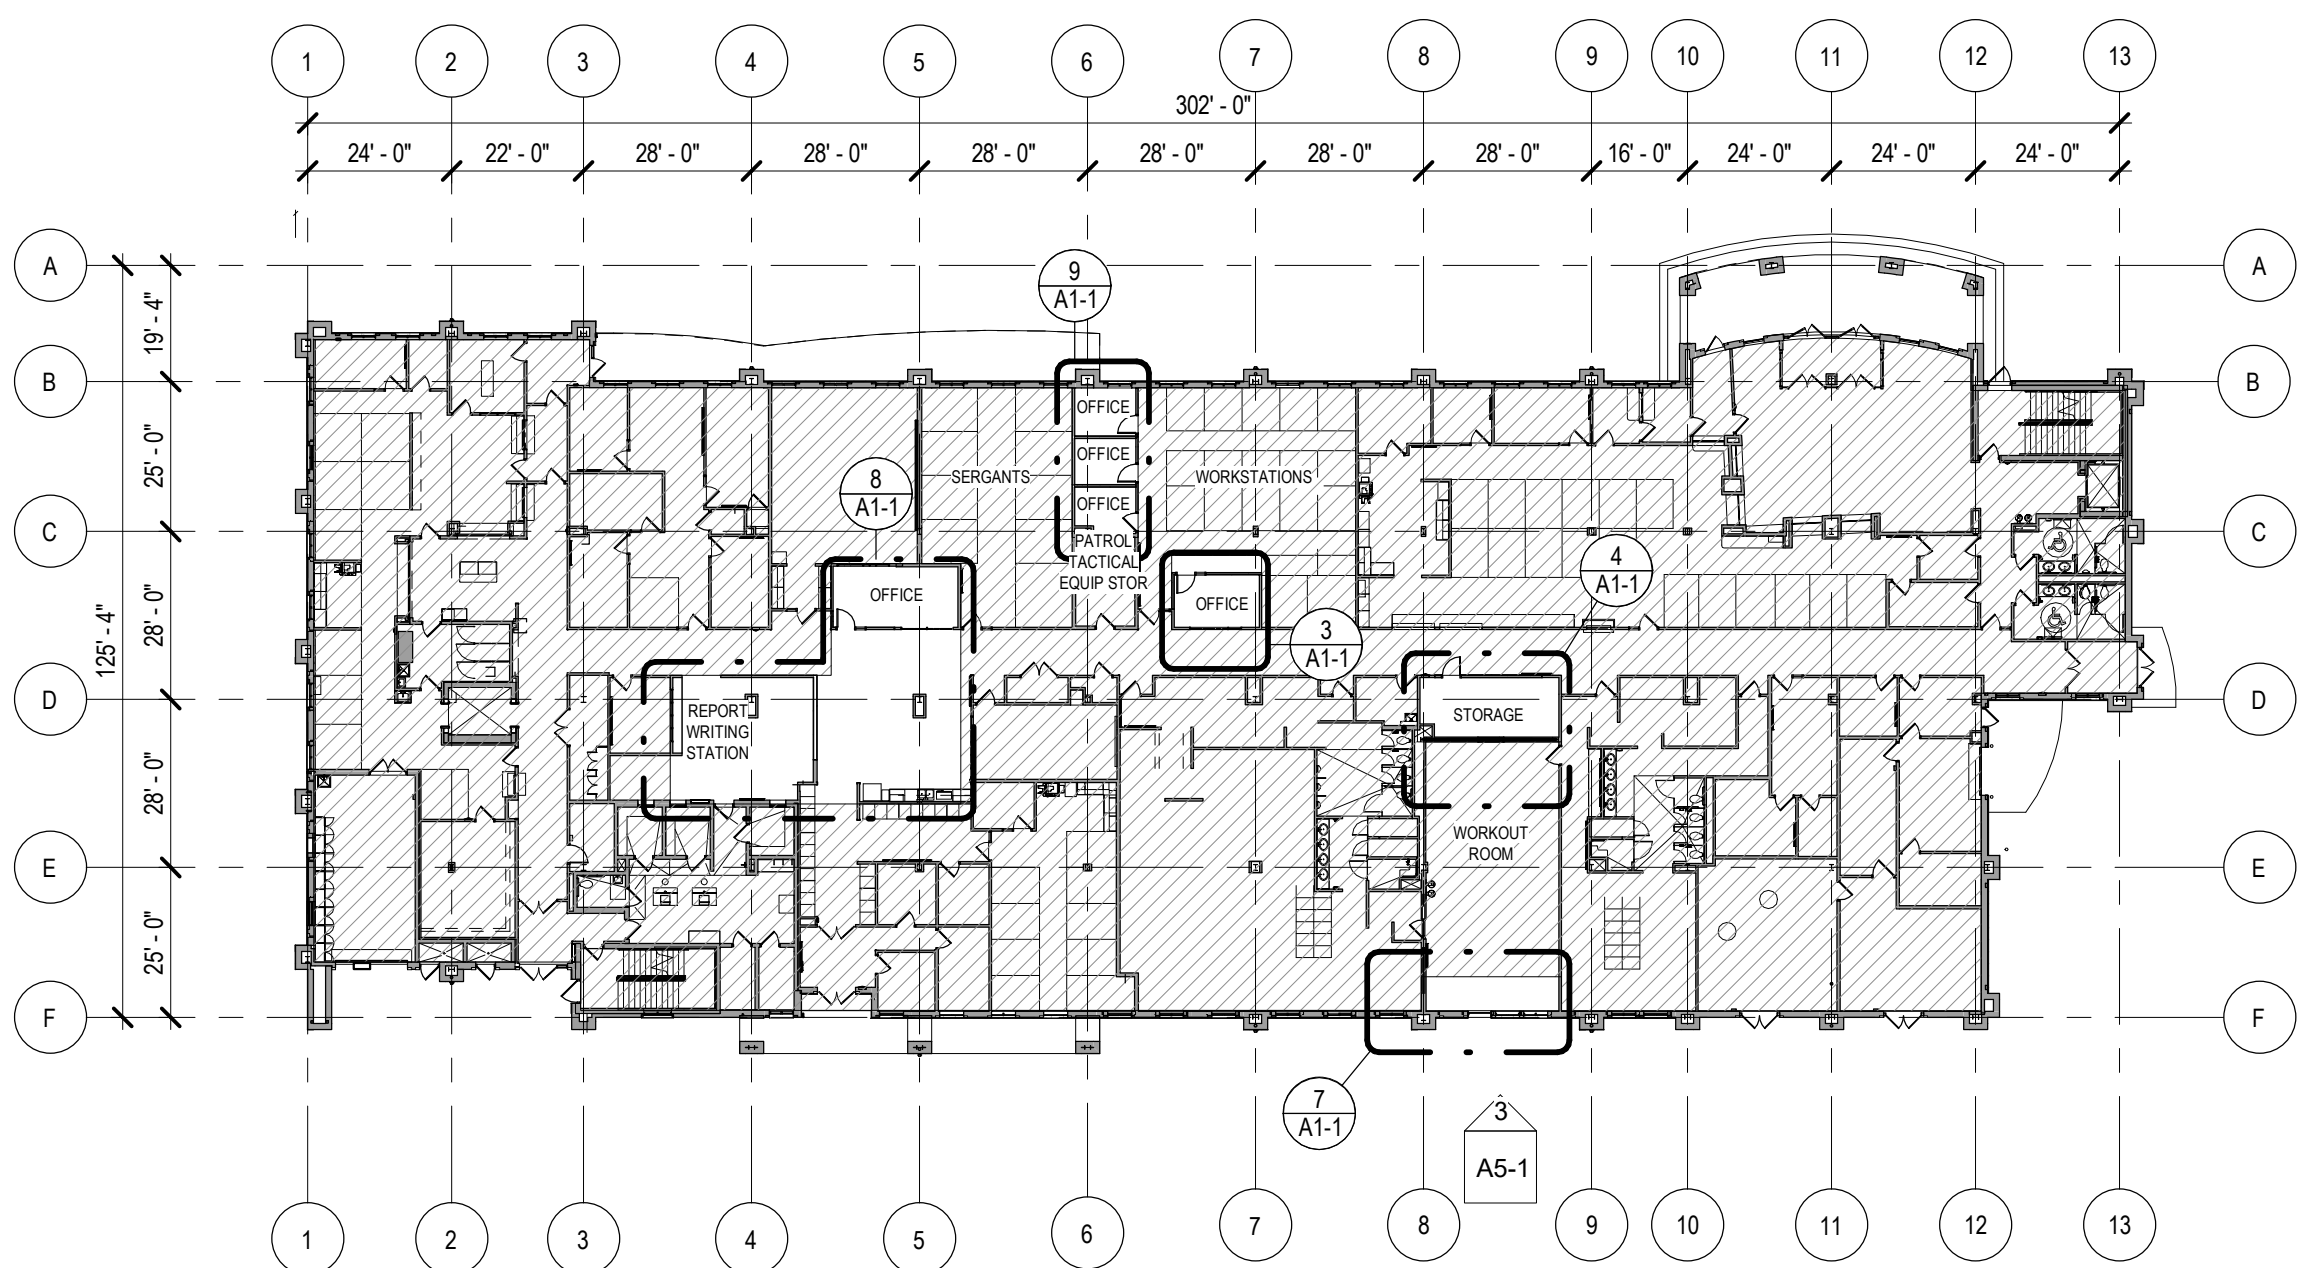 1 2 3 4 5 6 7 8 9 10 11 12 13
302' - 0"
24' - 0" 22' - 0" 28' - 0" 28' - 0" 28' - 0" 28' - 0" 28' - 0" 28' - 0" 16' - 0" 24' - 0" 24' - 0" 24' - 0"
A A
9
A1-1
19' - 4"
B B
OFFICE
25' - 0"
OFFICE
8
A1-1
SERGANTS
WORKSTATIONS
OFFICE
C C
PATROL
TACTICAL
EQUIP STOR
4
A1-1
125' - 4"
28' - 0"
OFFICE
OFFICE
3
A1-1
D D
REPORT
WRITING
STATION
STORAGE
28' - 0"
WORKOUT
ROOM
E E
25' - 0"
F F
7
A1-1
3
A5-1
1 2 3 4 5 6 7 8 9 10 11 12 13